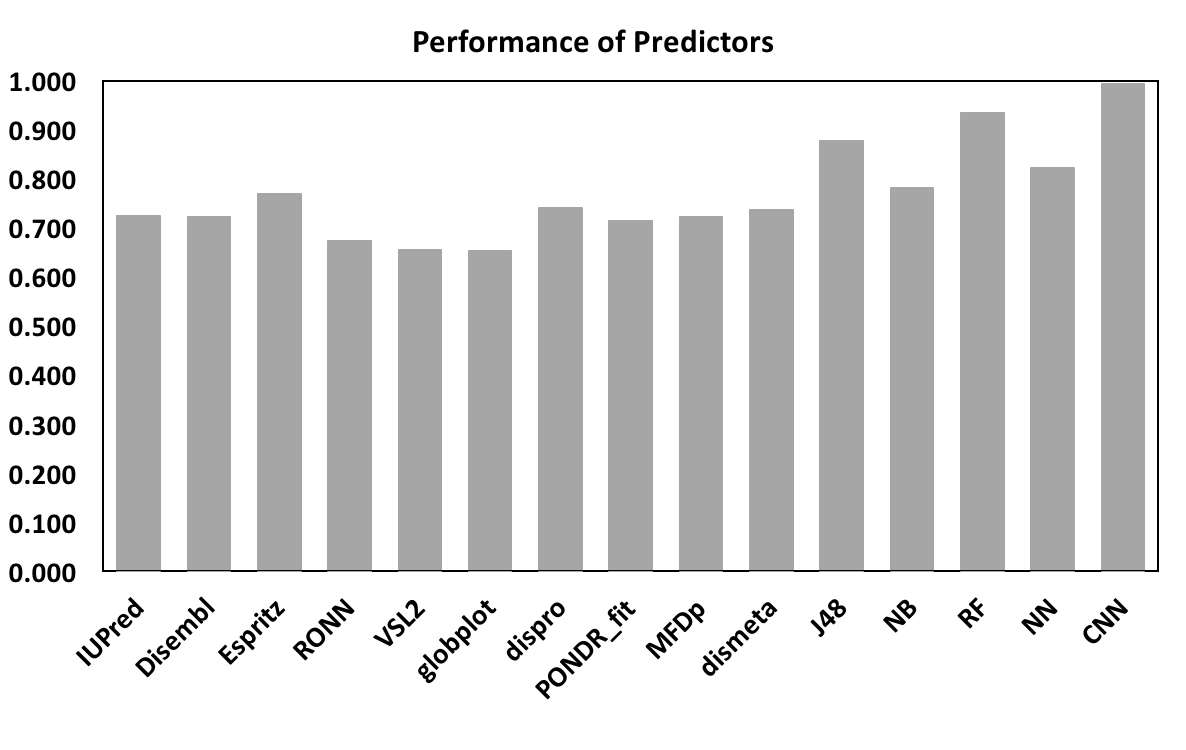 Performance of Predictors
1.000
0.900
0.800
0.700
0.600
0.500
0.400
0.300
0.200
0.100
0.000
IUPred
Disembl
Espritz
RONN
VSL2
globplot
dispro
PONDR_fit
MFDp
dismeta
J48
NB
RF
NN
CNN